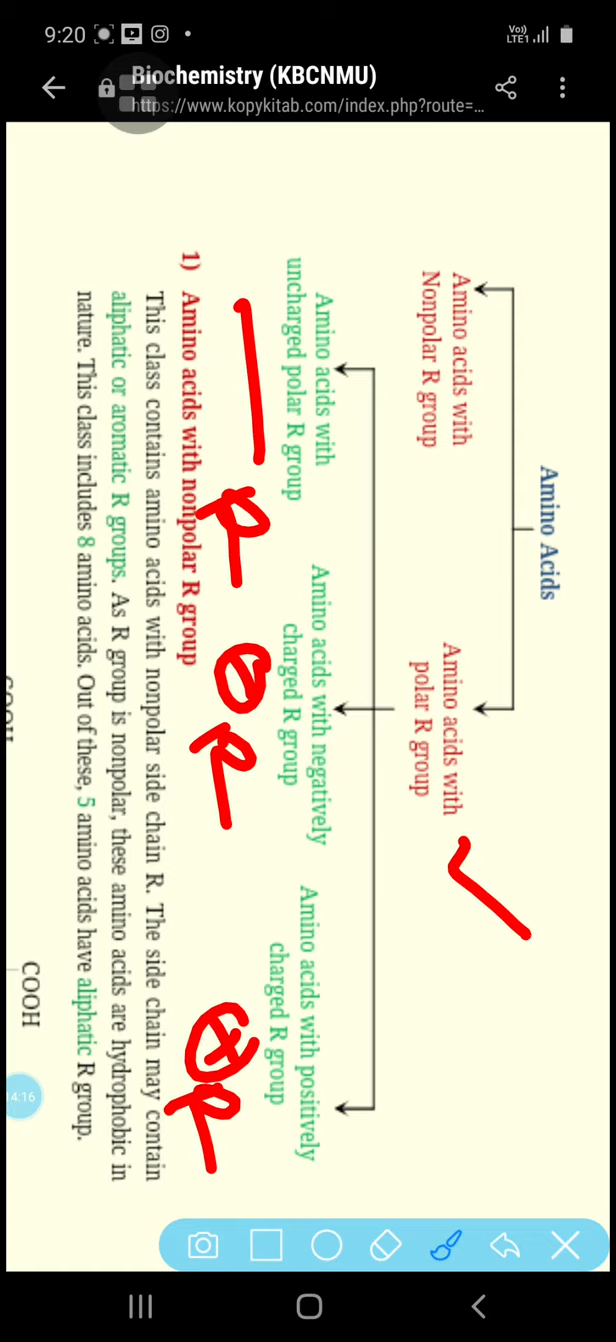 9:20
Vo))
LTE1
Biochemistry (KBCNMU)
https://www.kopykitab.com/index.php?route=...
Amino Acids
Amino acids with
Nonpolar R group
Amino acids with
polar R group
Amino acids with
uncharged polar R group
Amino acids with negatively
charged R group
Amino acids with positively
charged R group
R
⊖ R
⊕ R
1) Amino acids with nonpolar R group
This class contains amino acids with nonpolar side chain R. The side chain may contain
aliphatic or aromatic R groups. As R group is nonpolar, these amino acids are hydrophobic in
nature. This class includes 8 amino acids. Out of these, 5 amino acids have aliphatic R group.
COOH
14:16